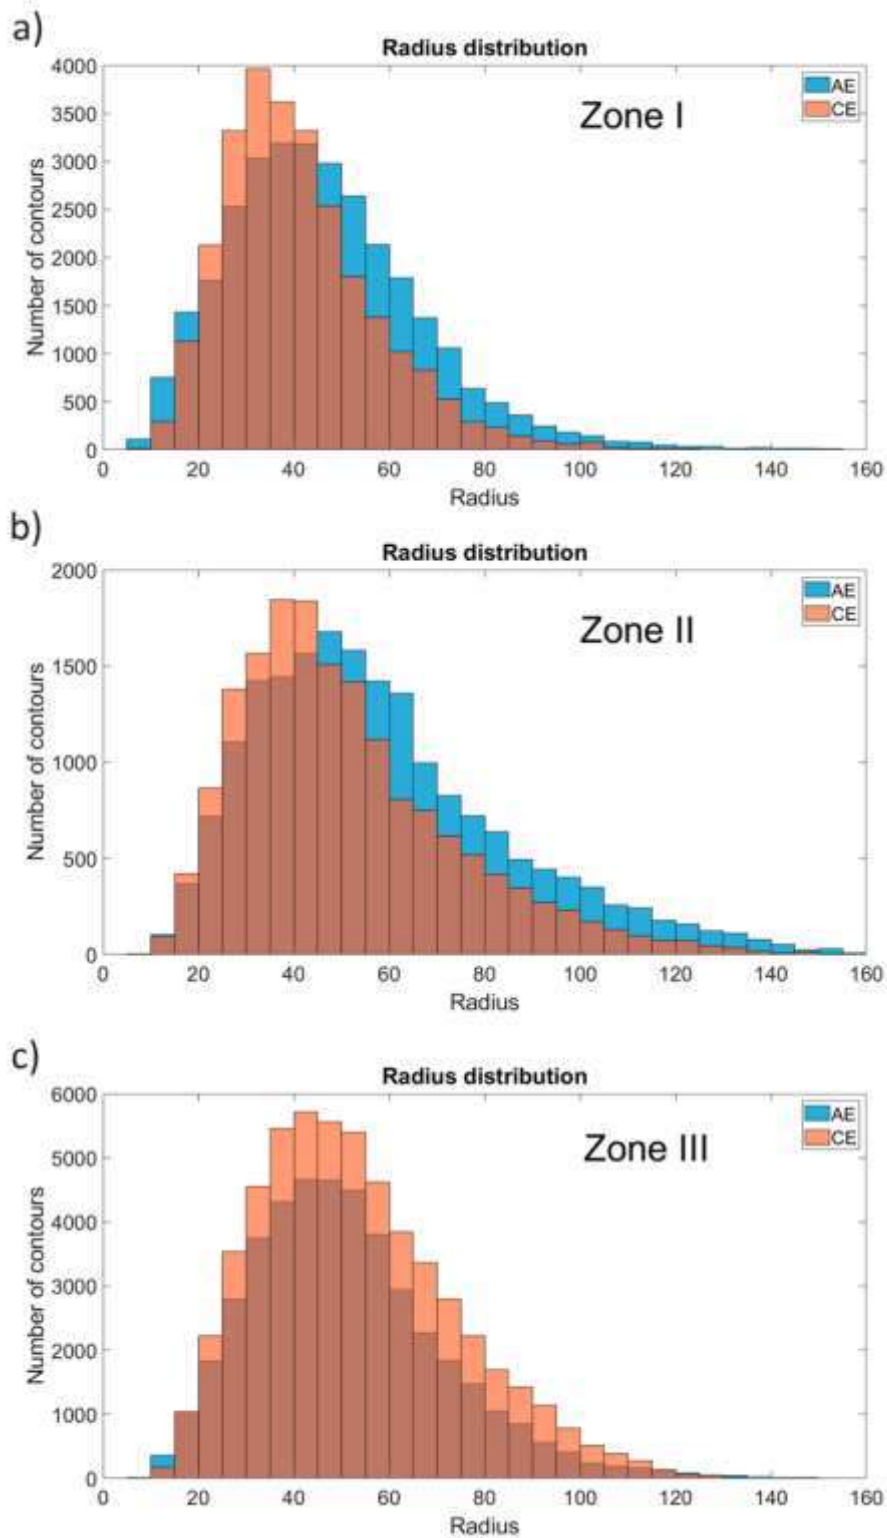 a)
Radius distribution
Zone I
AE
CE
Number of contours
4000
3500
3000
2500
2000
1500
1000
500
0
0 20 40 60 80 100 120 140 160
Radius
b)
Radius distribution
Zone II
AE
CE
Number of contours
2000
1500
1000
500
0
0 20 40 60 80 100 120 140 160
Radius
c)
Radius distribution
Zone III
AE
CE
Number of contours
6000
5000
4000
3000
2000
1000
0
0 20 40 60 80 100 120 140 160
Radius